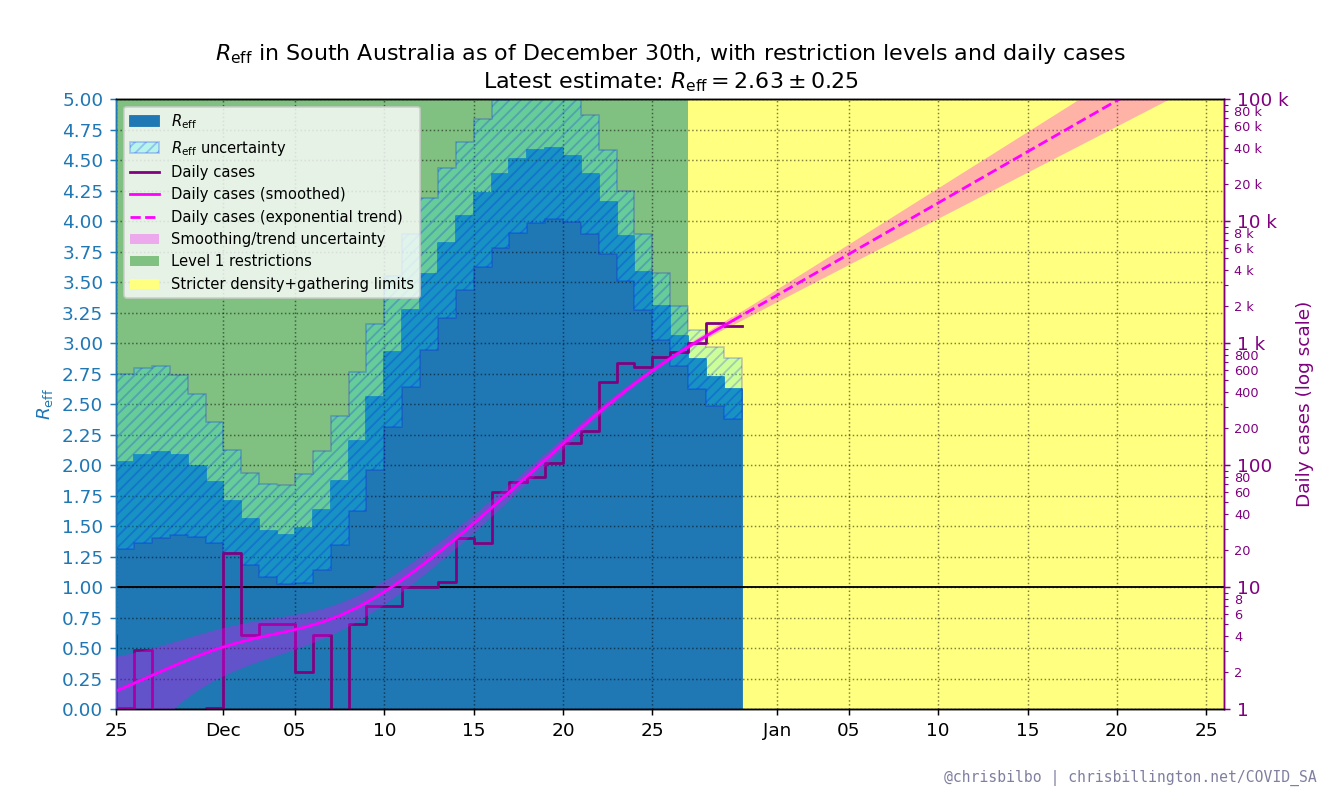 Reff in South Australia as of December 30th, with restriction levels and daily cases
Latest estimate: Reff = 2.63 ± 0.25
Reff
Reff uncertainty
Daily cases
Daily cases (smoothed)
Daily cases (exponential trend)
Smoothing/trend uncertainty
Level 1 restrictions
Stricter density+gathering limits
Reff
5.00
4.75
4.50
4.25
4.00
3.75
3.50
3.25
3.00
2.75
2.50
2.25
2.00
1.75
1.50
1.25
1.00
0.75
0.50
0.25
0.00
100 k
80 k
60 k
40 k
20 k
10 k
8 k
6 k
4 k
2 k
1 k
800
600
400
200
100
80
60
40
20
10
8
6
4
2
1
Daily cases (log scale)
25 Dec 05 10 15 20 25 Jan 05 10 15 20 25
@chrisbilbo | chrisbillington.net/COVID_SA